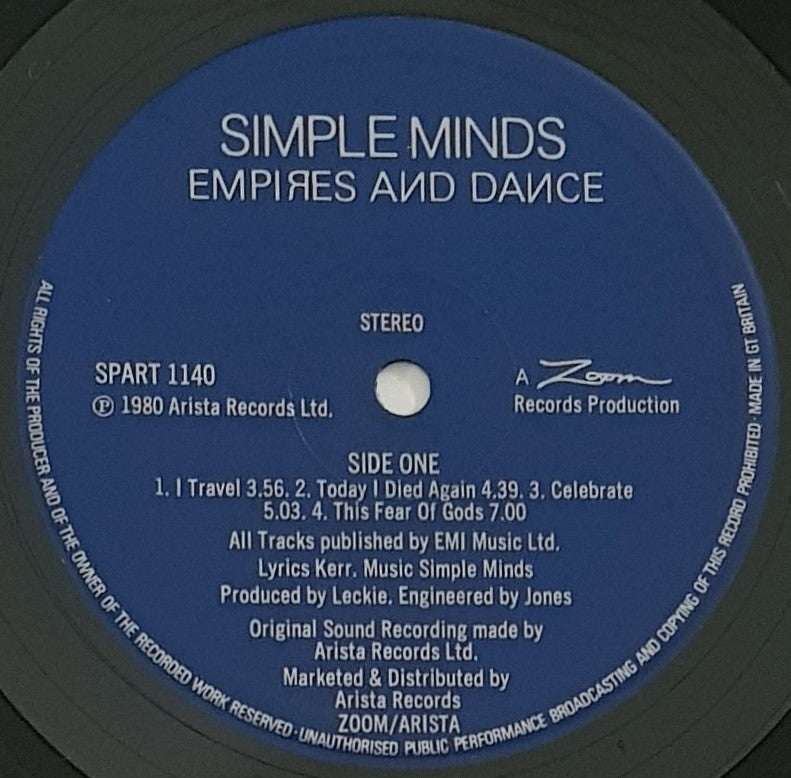 SIMPLE MINDS
EMPIЯES AИD DAИCE
STEREO
SPART 1140
℗ 1980 Arista Records Ltd.
A Zoom
Records Production
SIDE ONE
1. I Travel 3.56. 2. Today I Died Again 4.39. 3. Celebrate
5.03. 4. This Fear Of Gods 7.00
All Tracks published by EMI Music Ltd.
Lyrics Kerr. Music Simple Minds
Produced by Leckie. Engineered by Jones
Original Sound Recording made by
Arista Records Ltd.
Marketed & Distributed by
Arista Records
ZOOM/ARISTA
ALL RIGHTS OF THE PRODUCER AND OF THE OWNER OF THE RECORDED WORK RESERVED · UNAUTHORISED PUBLIC PERFORMANCE BROADCASTING AND COPYING OF THIS RECORD PROHIBITED · MADE IN GT BRITAIN